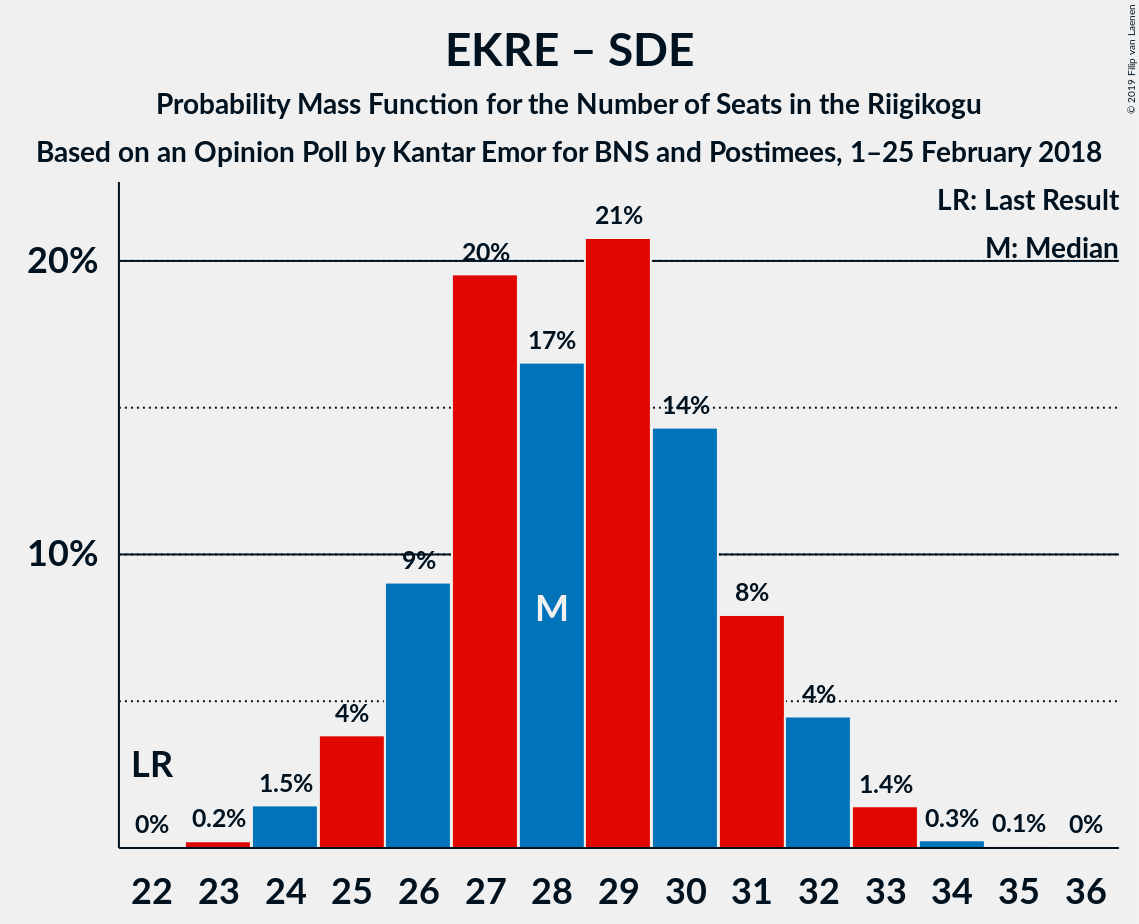 EKRE – SDE
Probability Mass Function for the Number of Seats in the Riigikogu
Based on an Opinion Poll by Kantar Emor for BNS and Postimees, 1–25 February 2018
© 2019 Filip van Laenen
LR: Last Result
M: Median
20%
10%
LR
0%
0.2%
1.5%
4%
9%
20%
17%
M
21%
14%
8%
4%
1.4%
0.3%
0.1%
0%
22 23 24 25 26 27 28 29 30 31 32 33 34 35 36